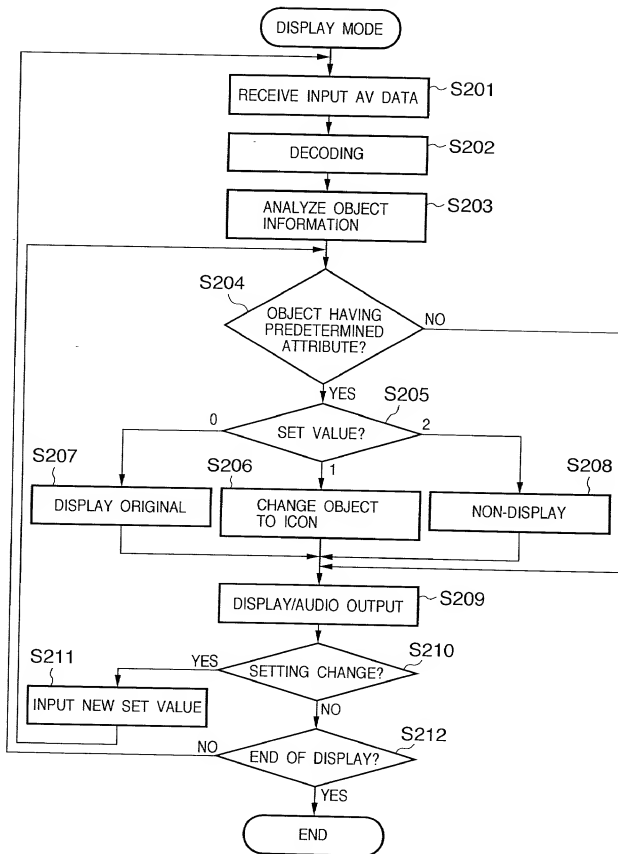 DISPLAY MODE
RECEIVE INPUT AV DATA
S201
DECODING
S202
ANALYZE OBJECT
INFORMATION
S203
S204
OBJECT HAVING
PREDETERMINED
ATTRIBUTE?
NO
YES
S205
0
SET VALUE?
2
1
S207
DISPLAY ORIGINAL
S206
CHANGE OBJECT
TO ICON
S208
NON-DISPLAY
DISPLAY/AUDIO OUTPUT
S209
YES
SETTING CHANGE?
S210
S211
INPUT NEW SET VALUE
NO
NO
END OF DISPLAY?
S212
YES
END